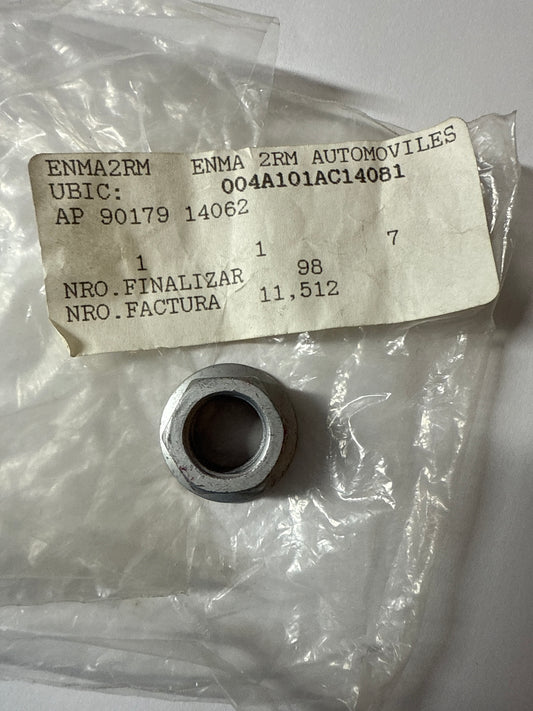 ENMA2RM ENMA 2RM AUTOMOVILES
UBIC: 004A101AC14081
AP 90179 14062
1 1 7
NRO.FINALIZAR 98
NRO.FACTURA 11,512